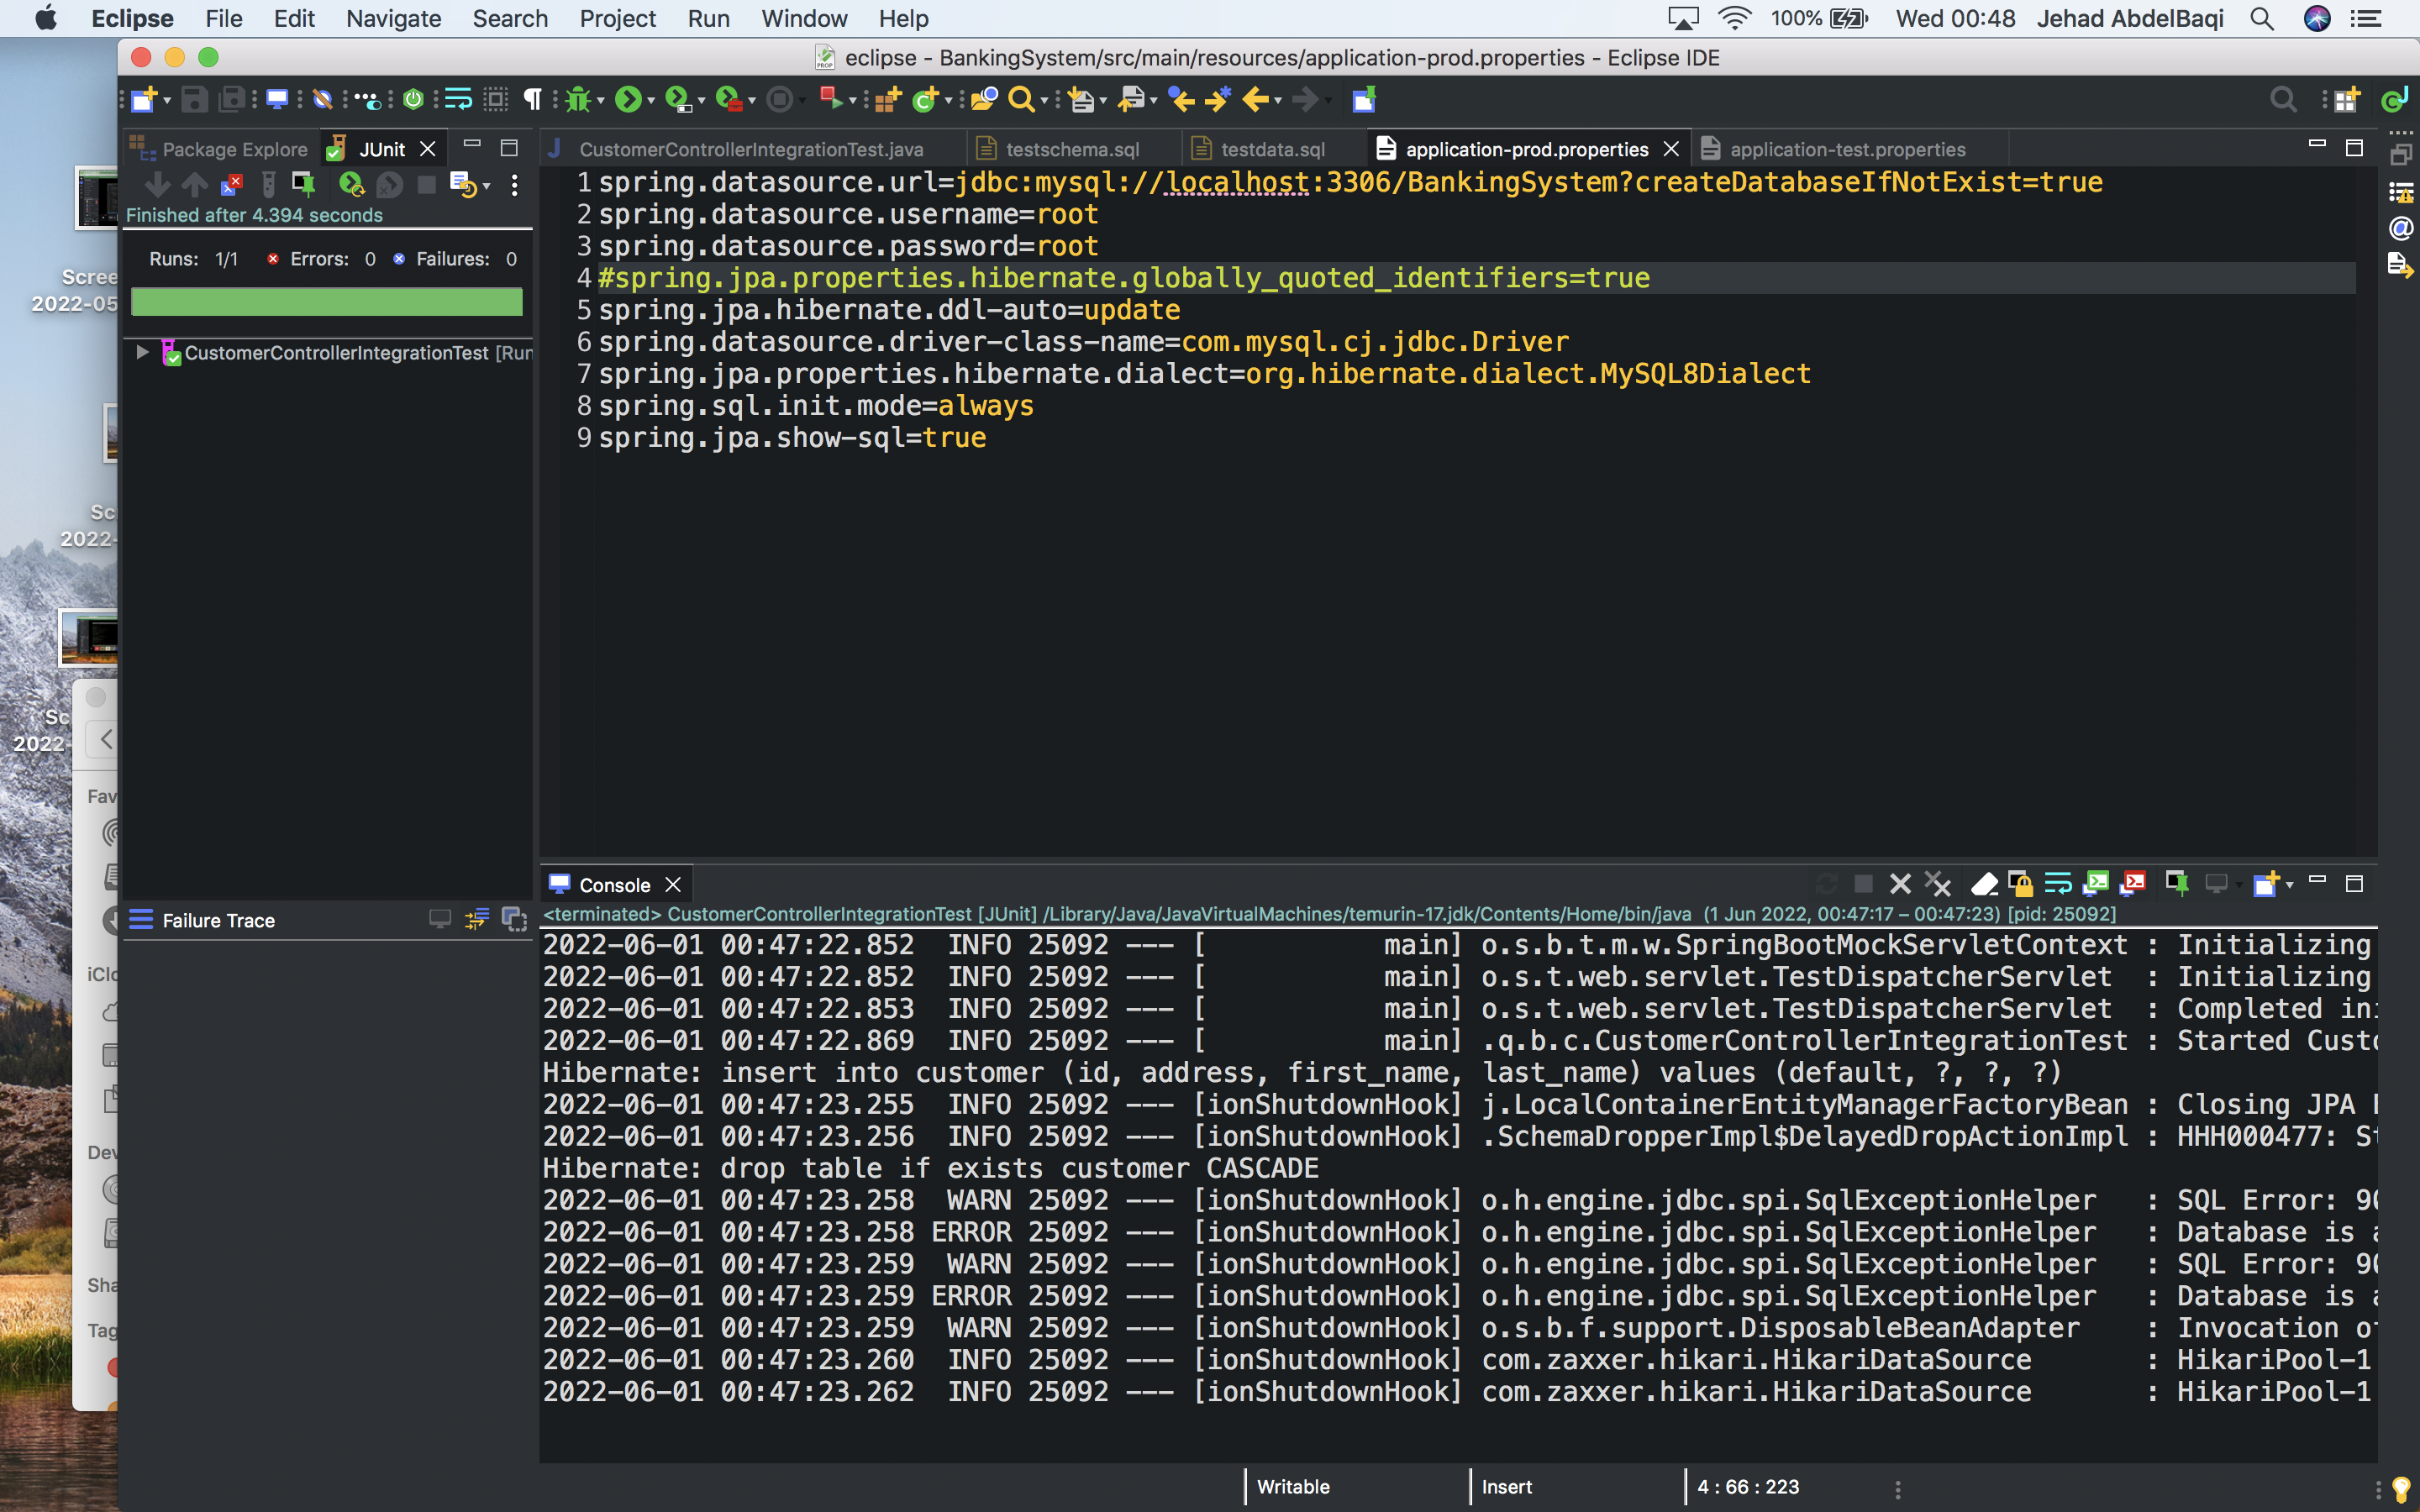 Eclipse File Edit Navigate Search Project Run Window Help 100% Wed 00:48 Jehad AbdelBaqi
eclipse - BankingSystem/src/main/resources/application-prod.properties - Eclipse IDE
Package Explore JUnit
Finished after 4.394 seconds
Runs: 1/1 Errors: 0 Failures: 0
CustomerControllerIntegrationTest [Run
Failure Trace
CustomerControllerIntegrationTest.java testschema.sql testdata.sql application-prod.properties application-test.properties
1 spring.datasource.url=jdbc:mysql://localhost:3306/BankingSystem?createDatabaseIfNotExist=true
2 spring.datasource.username=root
3 spring.datasource.password=root
4 #spring.jpa.properties.hibernate.globally_quoted_identifiers=true
5 spring.jpa.hibernate.ddl-auto=update
6 spring.datasource.driver-class-name=com.mysql.cj.jdbc.Driver
7 spring.jpa.properties.hibernate.dialect=org.hibernate.dialect.MySQL8Dialect
8 spring.sql.init.mode=always
9 spring.jpa.show-sql=true
Console
<terminated> CustomerControllerIntegrationTest [JUnit] /Library/Java/JavaVirtualMachines/temurin-17.jdk/Contents/Home/bin/java (1 Jun 2022, 00:47:17 – 00:47:23) [pid: 25092]
2022-06-01 00:47:22.852 INFO 25092 --- [ main] o.s.b.t.m.w.SpringBootMockServletContext : Initializing
2022-06-01 00:47:22.852 INFO 25092 --- [ main] o.s.t.web.servlet.TestDispatcherServlet : Initializing
2022-06-01 00:47:22.853 INFO 25092 --- [ main] o.s.t.web.servlet.TestDispatcherServlet : Completed ini
2022-06-01 00:47:22.869 INFO 25092 --- [ main] .q.b.c.CustomerControllerIntegrationTest : Started Custo
Hibernate: insert into customer (id, address, first_name, last_name) values (default, ?, ?, ?)
2022-06-01 00:47:23.255 INFO 25092 --- [ionShutdownHook] j.LocalContainerEntityManagerFactoryBean : Closing JPA
2022-06-01 00:47:23.256 INFO 25092 --- [ionShutdownHook] .SchemaDropperImpl$DelayedDropActionImpl : HHH000477: St
Hibernate: drop table if exists customer CASCADE
2022-06-01 00:47:23.258 WARN 25092 --- [ionShutdownHook] o.h.engine.jdbc.spi.SqlExceptionHelper : SQL Error: 90
2022-06-01 00:47:23.258 ERROR 25092 --- [ionShutdownHook] o.h.engine.jdbc.spi.SqlExceptionHelper : Database is a
2022-06-01 00:47:23.259 WARN 25092 --- [ionShutdownHook] o.h.engine.jdbc.spi.SqlExceptionHelper : SQL Error: 90
2022-06-01 00:47:23.259 ERROR 25092 --- [ionShutdownHook] o.h.engine.jdbc.spi.SqlExceptionHelper : Database is a
2022-06-01 00:47:23.259 WARN 25092 --- [ionShutdownHook] o.s.b.f.support.DisposableBeanAdapter : Invocation of
2022-06-01 00:47:23.260 INFO 25092 --- [ionShutdownHook] com.zaxxer.hikari.HikariDataSource : HikariPool-1
2022-06-01 00:47:23.262 INFO 25092 --- [ionShutdownHook] com.zaxxer.hikari.HikariDataSource : HikariPool-1
Writable Insert 4 : 66 : 223
Scree
2022-05
Sc
2022-
Sc
2022-
Fav
iClo
Dev
Sha
Tag